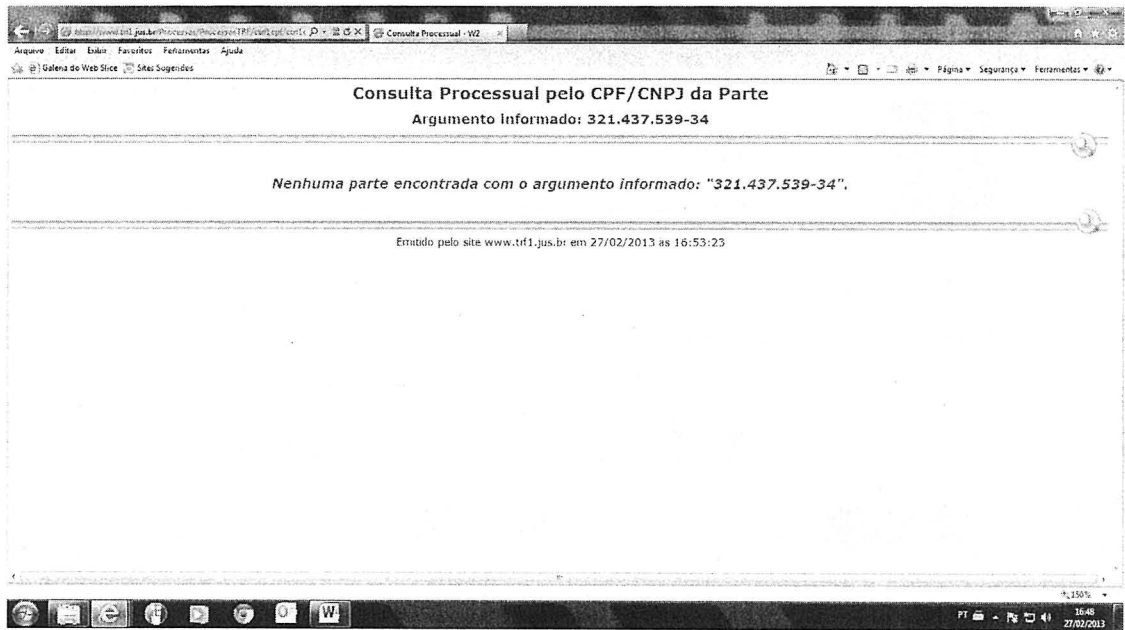 Consulta Processual - W2
Arquivo Editar Exibir Favoritos Ferramentas Ajuda
Galeria do Web Slice Sites Sugeridos
Página Segurança Ferramentas
Consulta Processual pelo CPF/CNPJ da Parte
Argumento informado: 321.437.539-34
Nenhuma parte encontrada com o argumento informado: "321.437.539-34".
Emitido pelo site www.trf1.jus.br em 27/02/2013 as 16:53:23
150%
PT
16:48
27/02/2013